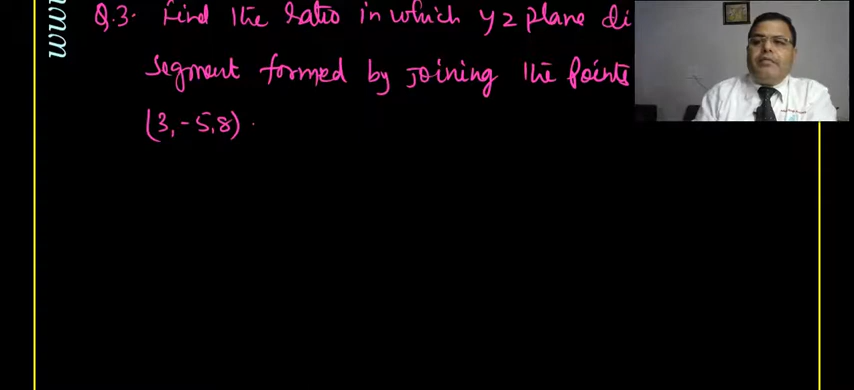 Q.3. Find the ratio in which yz plane di
segment formed by joining the points
(3, -5, 8)